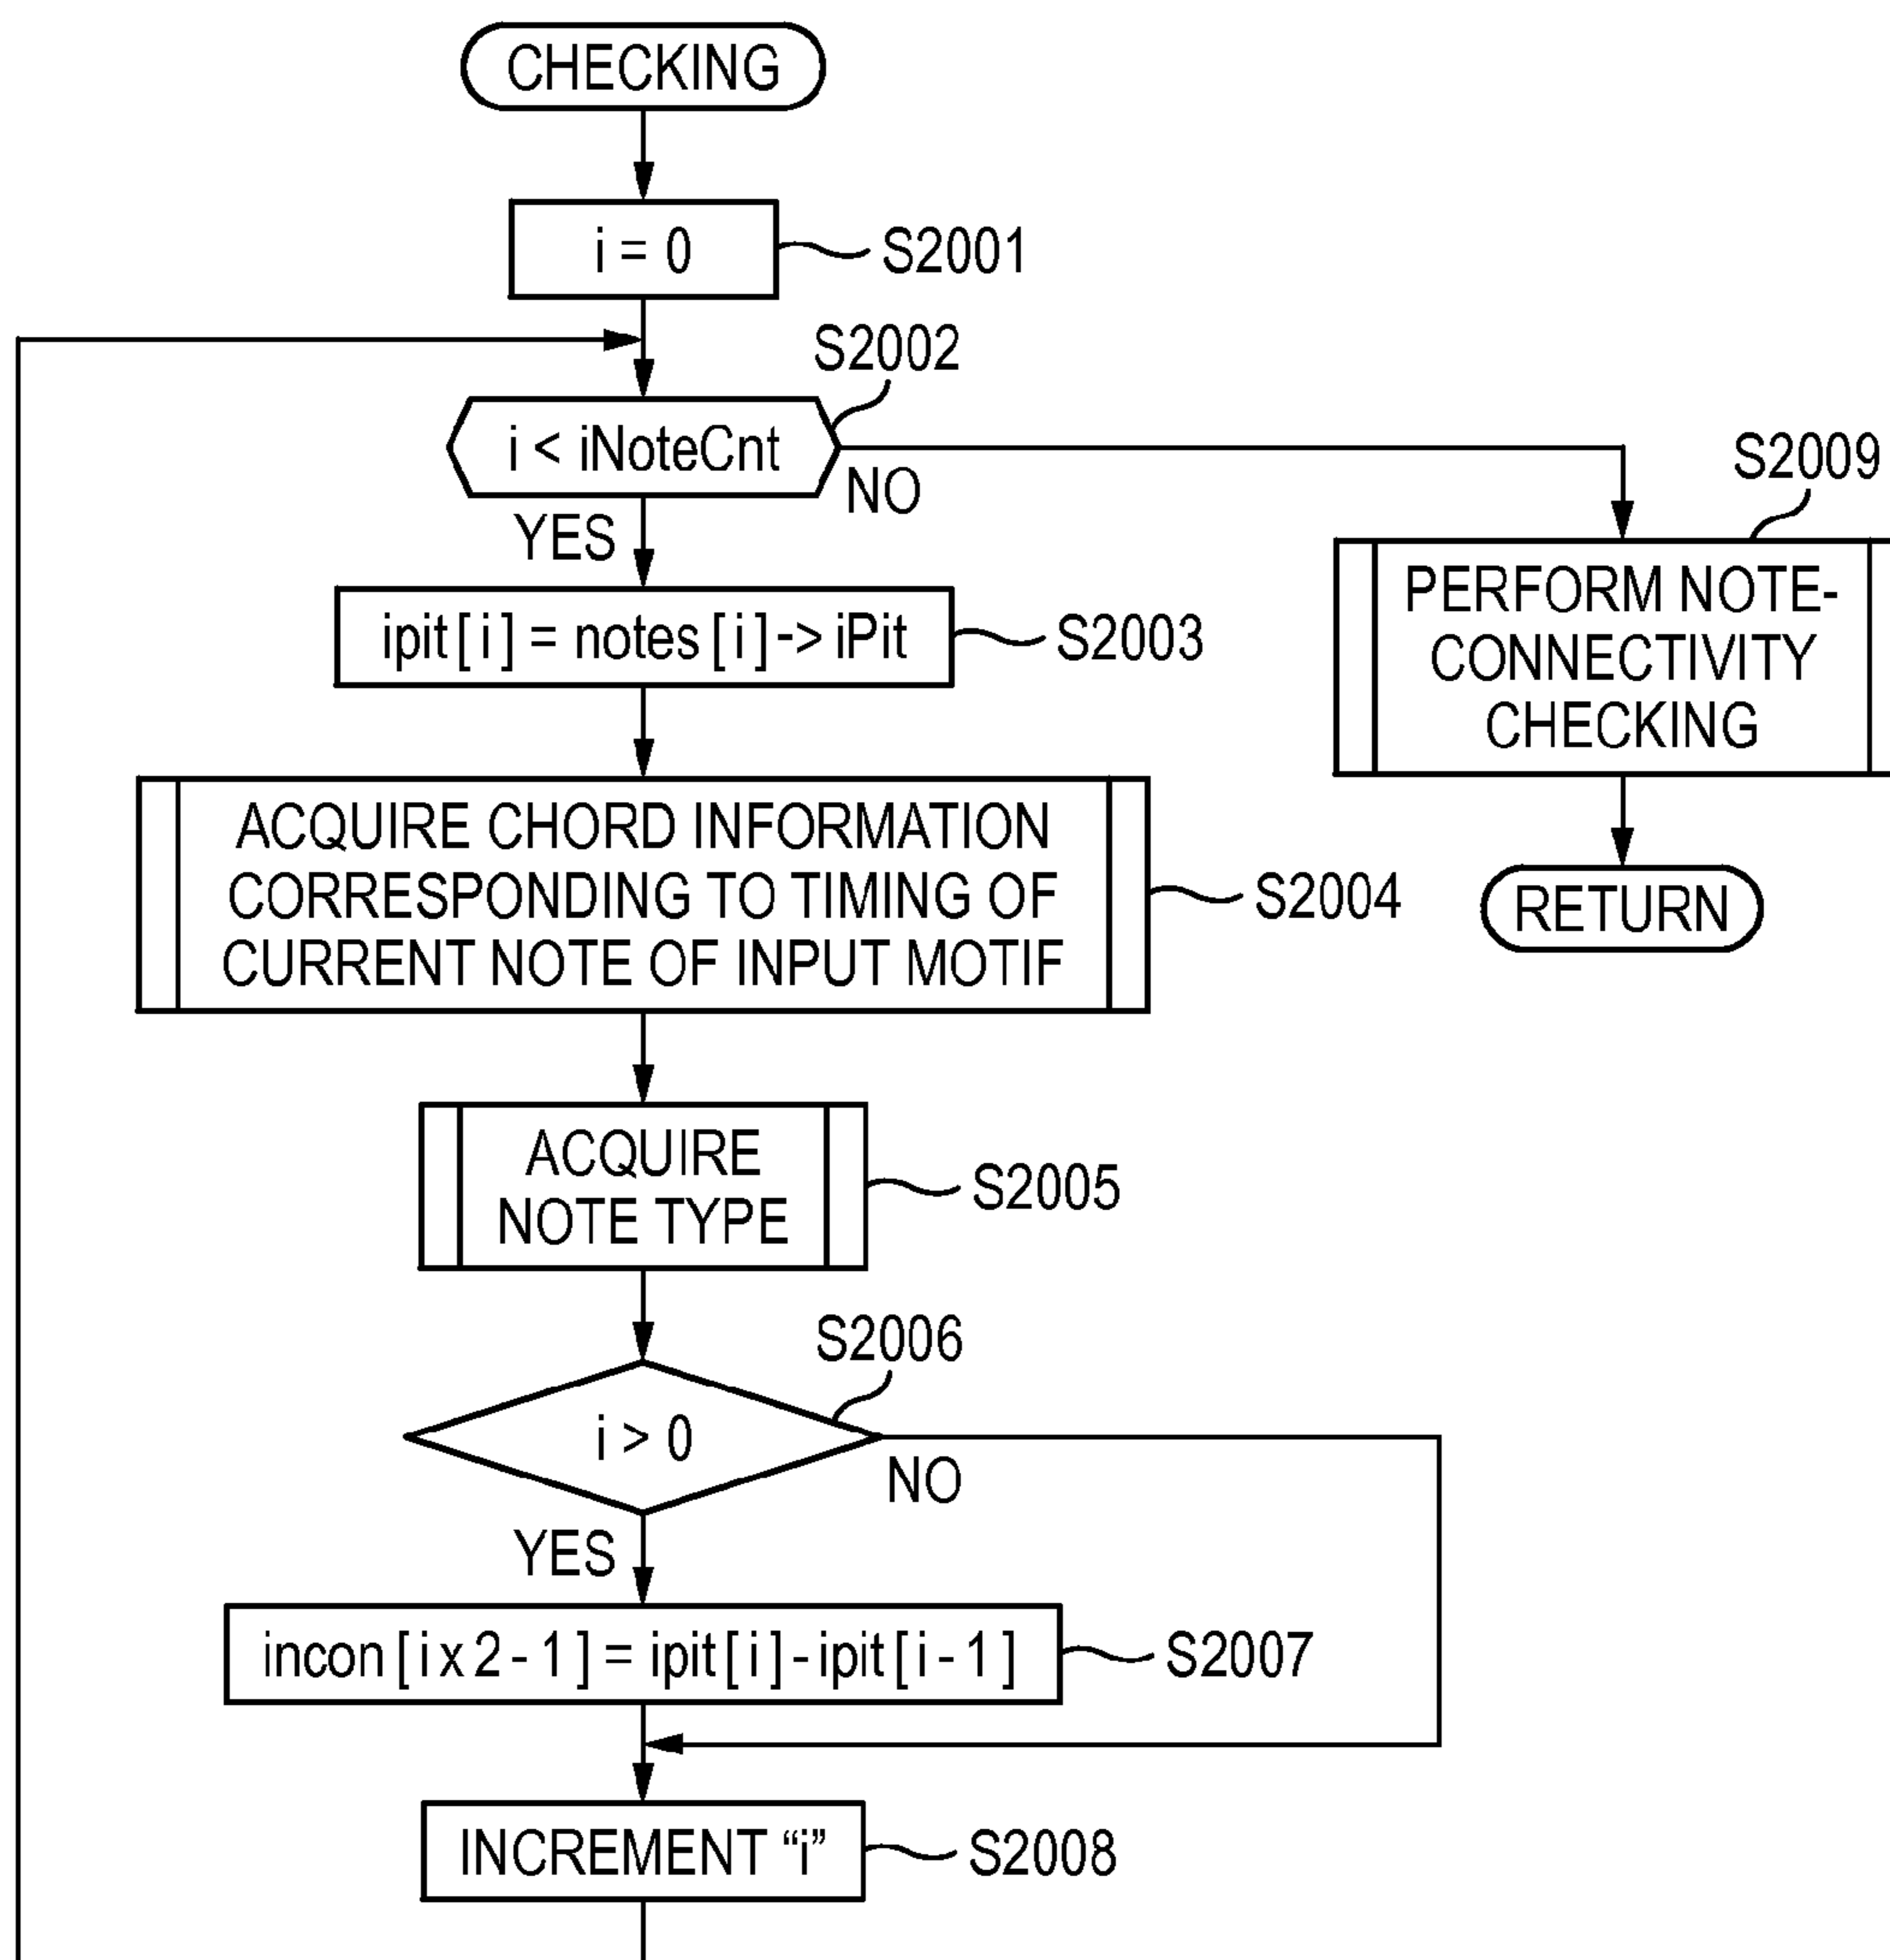 CHECKING
i = 0
S2001
S2002
i < iNoteCnt
NO
YES
S2009
PERFORM NOTE-
CONNECTIVITY
CHECKING
RETURN
ipit [ i ] = notes [ i ] -> iPit
S2003
ACQUIRE CHORD INFORMATION
CORRESPONDING TO TIMING OF
CURRENT NOTE OF INPUT MOTIF
S2004
ACQUIRE
NOTE TYPE
S2005
S2006
i > 0
NO
YES
incon [ i x 2 - 1 ] = ipit [ i ] - ipit [ i - 1 ]
S2007
INCREMENT “i”
S2008